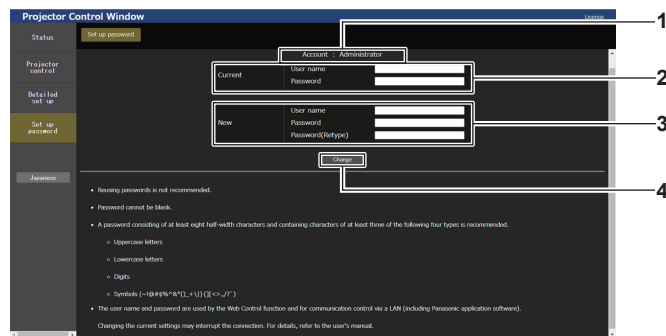 Projector Control Window
License
Status
Set up password
1
Account : Administrator
Projector
control
Current
User name
Password
2
Detailed
set up
New
User name
Password
Password(Retype)
3
Set up
password
Change
4
Japanese
• Reusing passwords is not recommended.
• Password cannot be blank.
• A password consisting of at least eight half-width characters and containing characters of at least three of the following four types is recommended.
○ Uppercase letters
○ Lowercase letters
○ Digits
• The user name and password are used by the Web Control function and for communication control via a LAN (including Panasonic application software).
Changing the current settings may interrupt the connection. For details, refer to the user's manual.